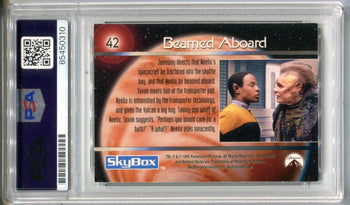 42
Beamed Aboard
Janeway directs that Neelix's
spacecraft be tractored into the shuttle
bay, and that Neelix be beamed aboard.
Tuvok meets him at the transporter pad.
Neelix is astonished by the transporter technology,
and gives the Vulcan a big hug. Taking quick whiff of
Neelix, Tuvok suggests, "Perhaps you would care for a
bath?" "A what?" Neelix asks innocently.
SkyBox
PSA
85450310
Paramount